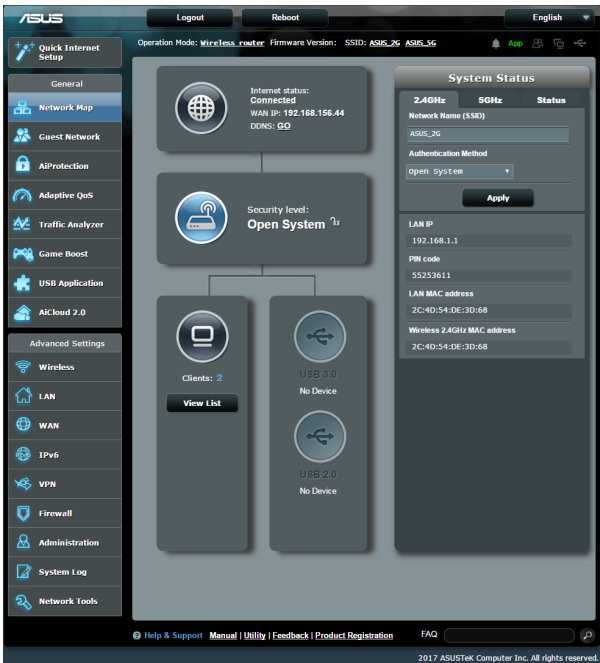 ASUS
Logout
Reboot
English
Quick Internet
Setup
Operation Mode: Wireless router Firmware Version: SSID: ASUS_2G ASUS_5G
App
General
Network Map
Guest Network
AiProtection
Adaptive QoS
Traffic Analyzer
Game Boost
USB Application
AiCloud 2.0
Advanced Settings
Wireless
LAN
WAN
IPv6
VPN
Firewall
Administration
System Log
Network Tools
Internet status:
Connected
WAN IP: 192.168.156.44
DDNS: GO
Security level:
Open System
Clients: 2
View List
USB 3.0
No Device
USB 2.0
No Device
System Status
2.4GHz 5GHz Status
Network Name (SSID)
ASUS_2G
Authentication
Method
Open System
Apply
LAN IP
192.168.1.1
PIN code
55253611
LAN MAC address
2C:4D:54:DE:3D:68
Wireless 2.4GHz MAC address
2C:4D:54:DE:3D:68
Help & Support Manual | Utility | Feedback | Product Registration
FAQ
2017 ASUSTeK Computer Inc. All rights reserved.